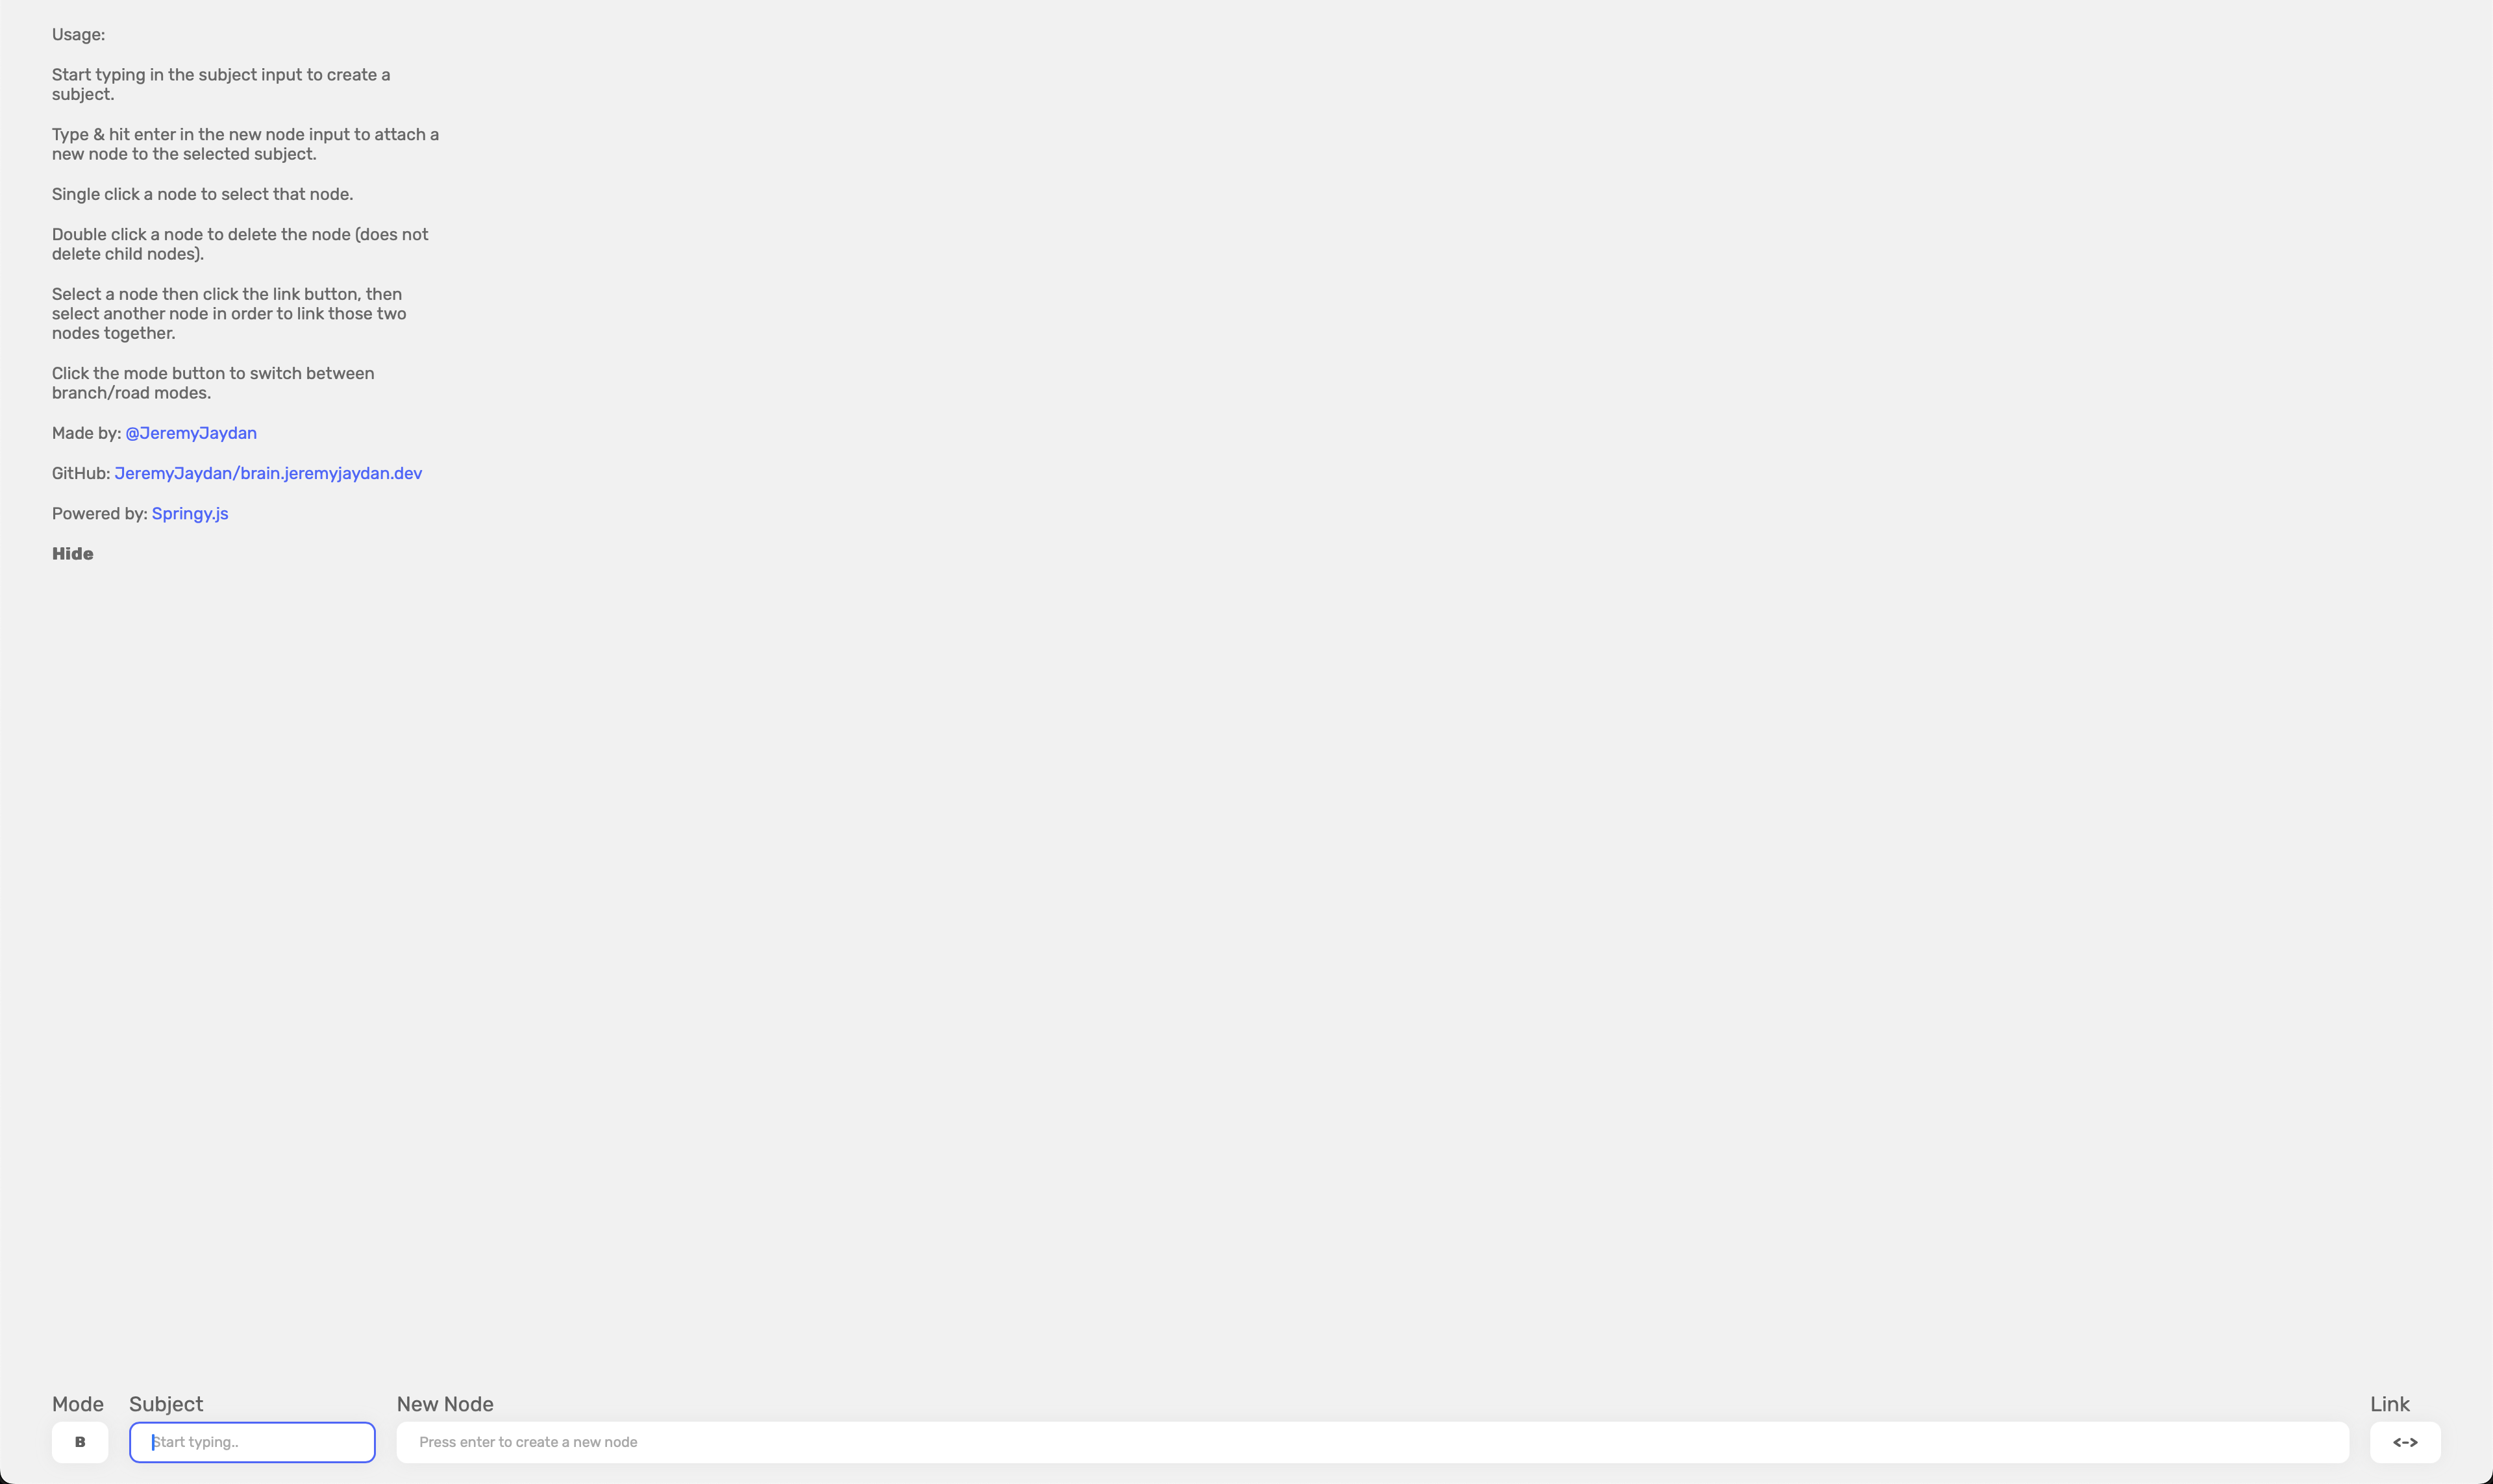 Usage:
Start typing in the subject input to create a
subject.
Type & hit enter in the new node input to attach a
new node to the selected subject.
Single click a node to select that node.
Double click a node to delete the node (does not
delete child nodes).
Select a node then click the link button, then
select another node in order to link those two
nodes together.
Click the mode button to switch between
branch/road modes.
Made by: @JeremyJaydan
GitHub: JeremyJaydan/brain.jeremyjaydan.dev
Powered by: Springy.js
Hide
Mode Subject New Node Link
B Start typing.. Press enter to create a new node <->